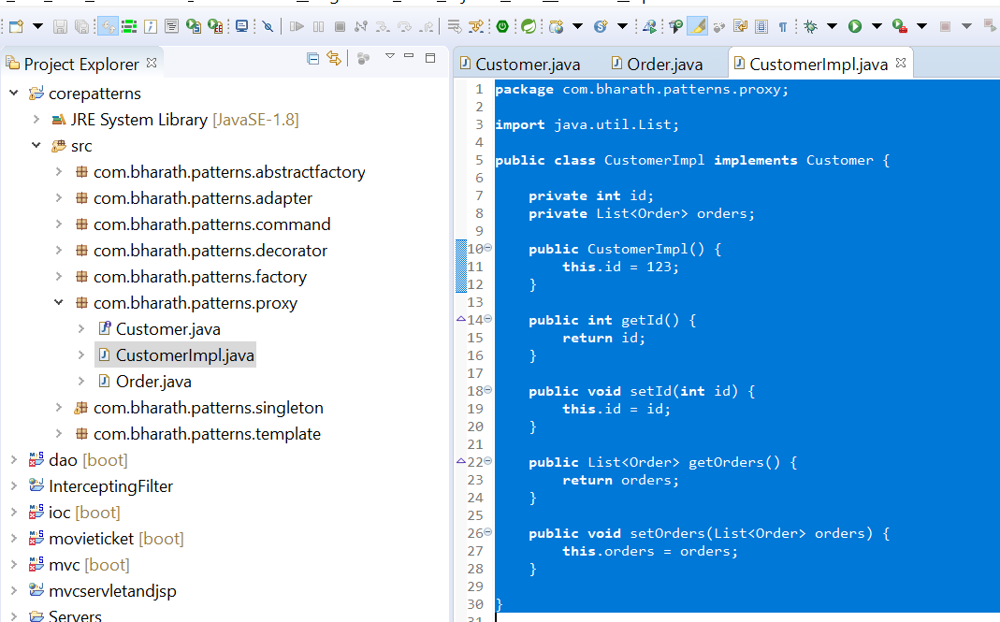 Project Explorer
Customer.java
Order.java
CustomerImpl.java
corepatterns
JRE System Library [JavaSE-1.8]
src
com.bharath.patterns.abstractfactory
com.bharath.patterns.adapter
com.bharath.patterns.command
com.bharath.patterns.decorator
com.bharath.patterns.factory
com.bharath.patterns.proxy
Customer.java
CustomerImpl.java
Order.java
com.bharath.patterns.singleton
com.bharath.patterns.template
dao [boot]
InterceptingFilter
ioc [boot]
movieticket [boot]
mvc [boot]
mvcservletandjsp
Servers
1 package com.bharath.patterns.proxy;
2
3 import java.util.List;
4
5 public class CustomerImpl implements Customer {
6
7 private int id;
8 private List<Order> orders;
9
10 public CustomerImpl() {
11 this.id = 123;
12 }
13
14 public int getId() {
15 return id;
16 }
17
18 public void setId(int id) {
19 this.id = id;
20 }
21
22 public List<Order> getOrders() {
23 return orders;
24 }
25
26 public void setOrders(List<Order> orders) {
27 this.orders = orders;
28 }
29
30 }
31